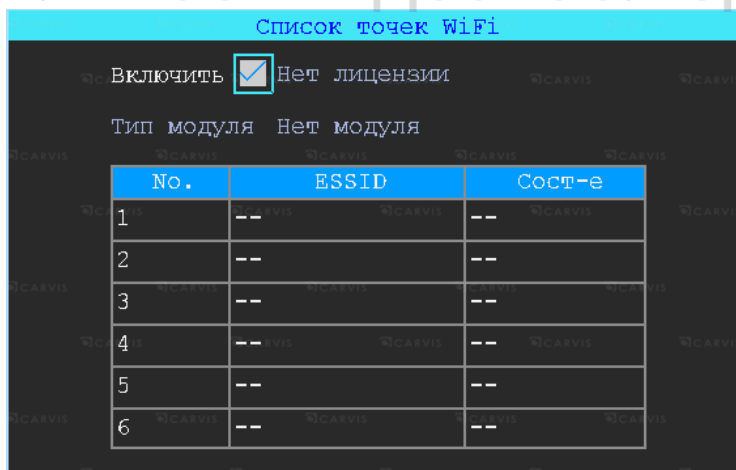 Список точек WiFi
Включить Нет лицензии
Тип модуля Нет модуля
No. ESSID Сост-е
1 -- --
2 -- --
3 -- --
4 -- --
5 -- --
6 -- --
CARVIS